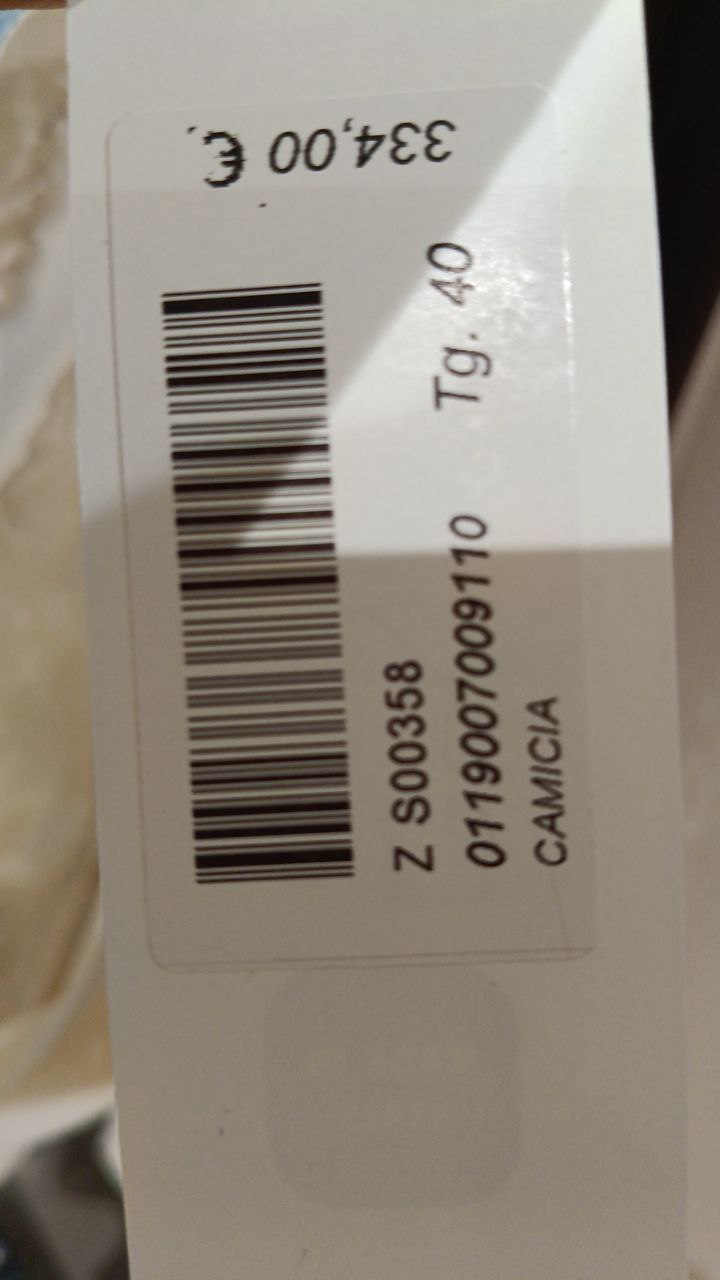 334,00 €
Z S00358
0119007009110 Tg. 40
CAMICIA